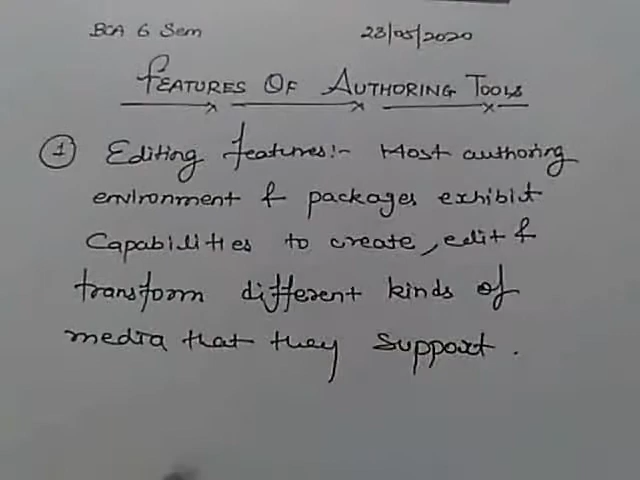 BCA 6 Sem 23/05/2020
FEATURES OF AUTHORING TOOLS
1 Editing features:- Most authoring
environment & packages exhibit
Capabilities to create, edit &
transform different kinds of
media that they support.